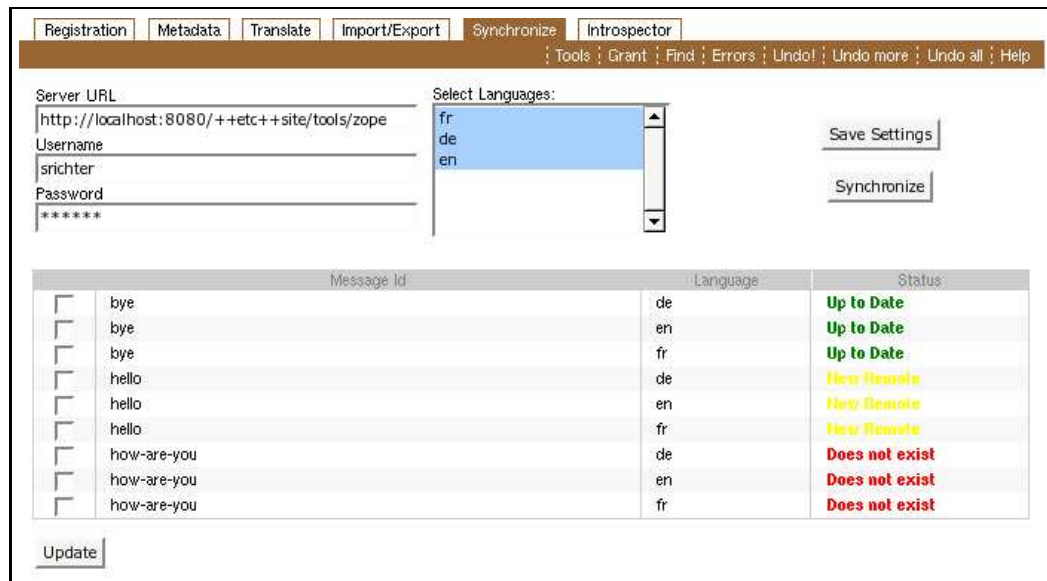 Registration Metadata Translate Import/Export Synchronize Introspector
Tools Grant Find Errors Undo! Undo more Undo all Help
Server URL
http://localhost:8080/++etc++site/tools/zope
Username
srichter
Password
******
Select Languages:
fr
de
en
Save Settings
Synchronize
Message Id Language Status
bye de Up to Date
bye en Up to Date
bye fr Up to Date
hello de New Remote
hello en New Remote
hello fr New Remote
how-are-you de Does not exist
how-are-you en Does not exist
how-are-you fr Does not exist
Update